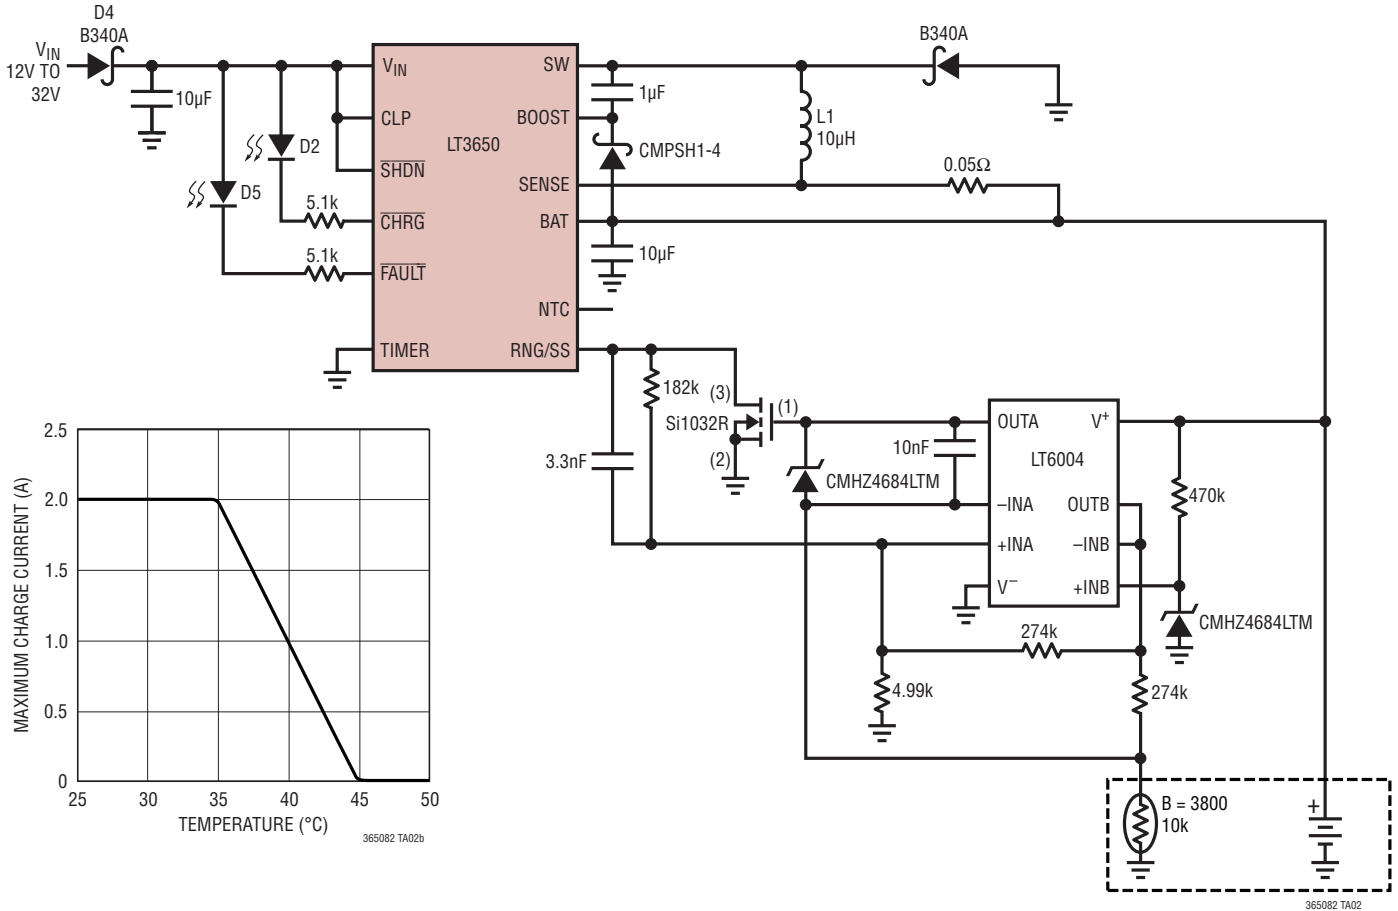 D4
B340A
VIN
12V TO
32V
10µF
D2
D5
5.1k
5.1k
VIN
CLP
SHDN
CHRG
FAULT
TIMER
LT3650
SW
BOOST
SENSE
BAT
NTC
RNG/SS
1µF
CMPSH1-4
10µF
L1
10µH
B340A
0.05Ω
182k
3.3nF
(3)
Si1032R
(2)
(1)
CMHZ4684LTM
10nF
OUTA
–INA
+INA
V–
LT6004
V+
OUTB
–INB
+INB
470k
CMHZ4684LTM
274k
4.99k
274k
B = 3800
10k
+
365082 TA02
MAXIMUM CHARGE CURRENT (A)
2.5
2.0
1.5
1.0
0.5
0
25 30 35 40 45 50
TEMPERATURE (°C)
365082 TA02b